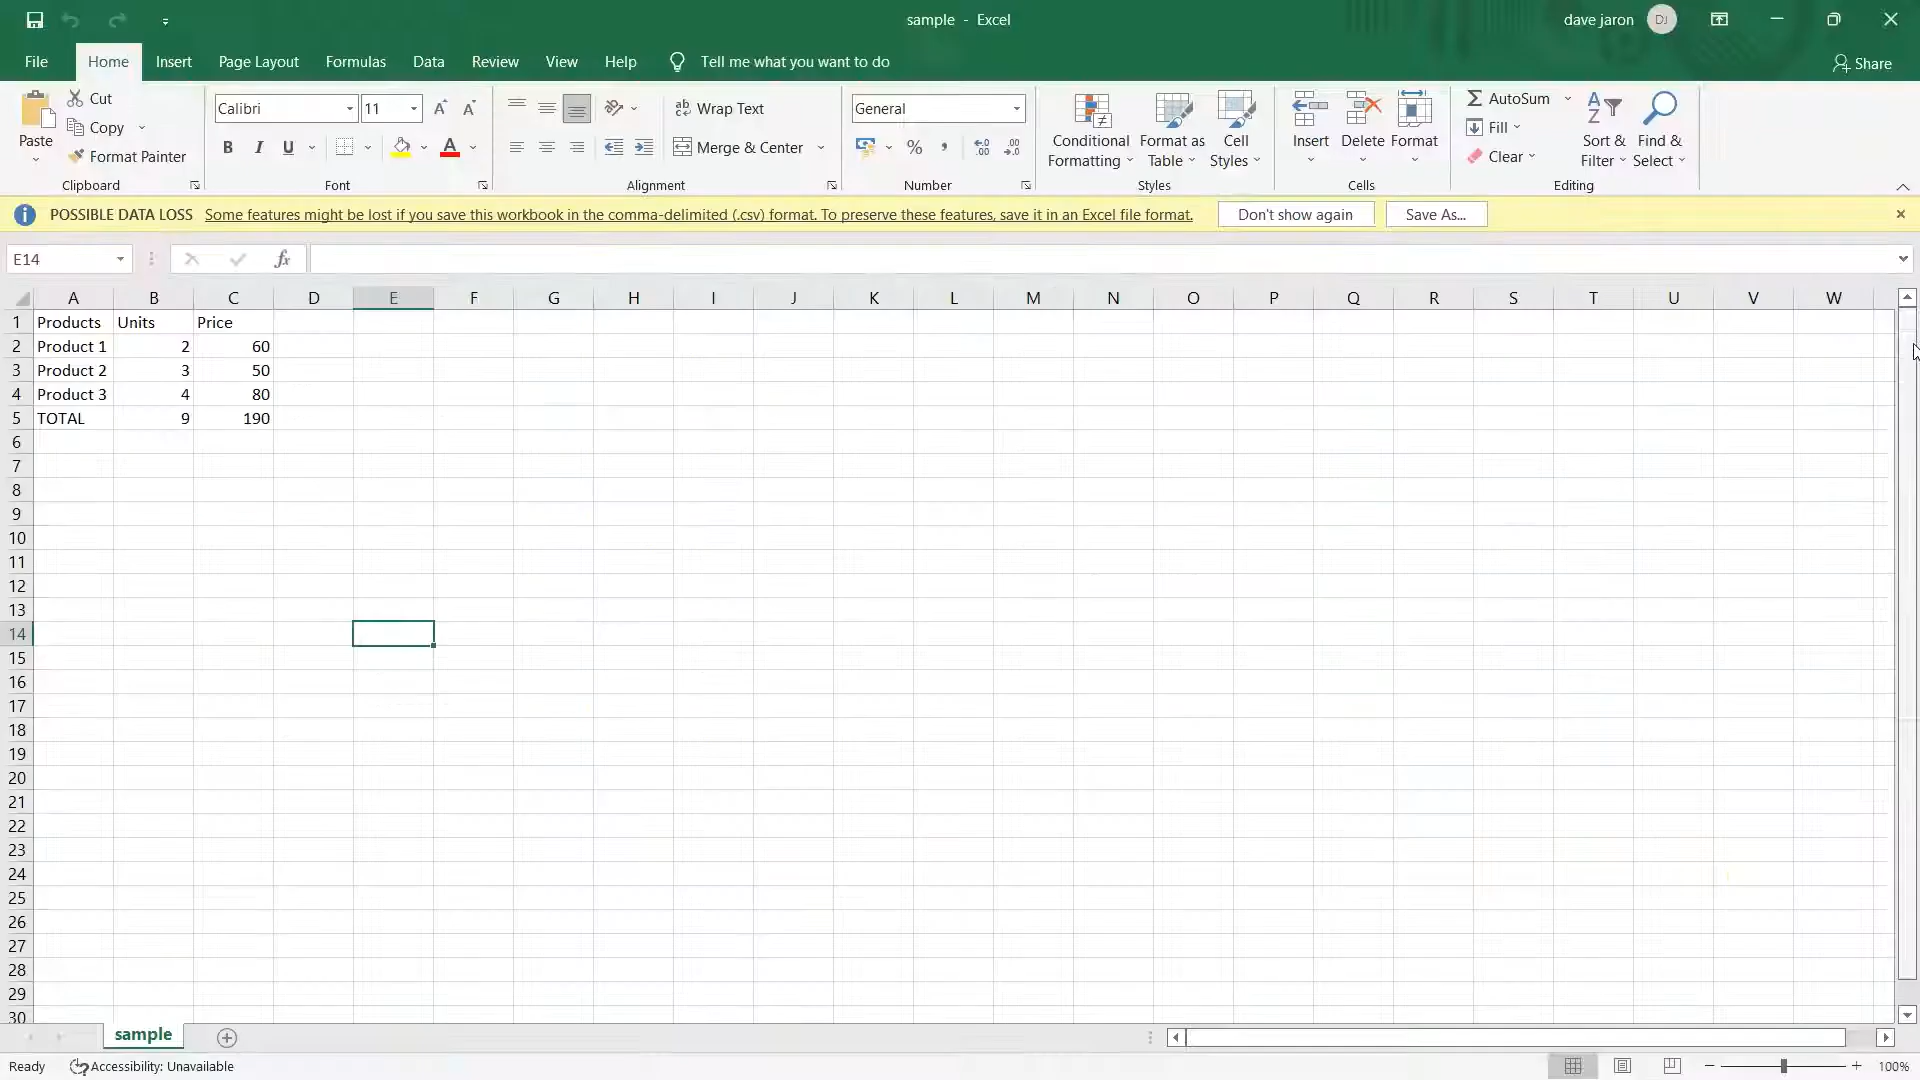 sample - Excel
dave jaron DJ
File Home Insert Page Layout Formulas Data Review View Help Tell me what you want to do Share
Paste
Cut
Copy
Format Painter
Clipboard
Calibri 11
B I U
Font
Wrap Text
Merge & Center
Alignment
General
% ,
Number
Conditional Formatting
Format as Table
Cell Styles
Styles
Insert Delete Format
Cells
AutoSum
Fill
Clear
Sort & Filter
Find & Select
Editing
POSSIBLE DATA LOSS Some features might be lost if you save this workbook in the comma-delimited (.csv) format. To preserve these features, save it in an Excel file format. Don't show again Save As...
E14 fx
A B C D E F G H I J K L M N O P Q R S T U V W
1 Products Units Price
2 Product 1 2 60
3 Product 2 3 50
4 Product 3 4 80
5 TOTAL 9 190
6
7
8
9
10
11
12
13
14
15
16
17
18
19
20
21
22
23
24
25
26
27
28
29
30
sample
Ready Accessibility: Unavailable 100%